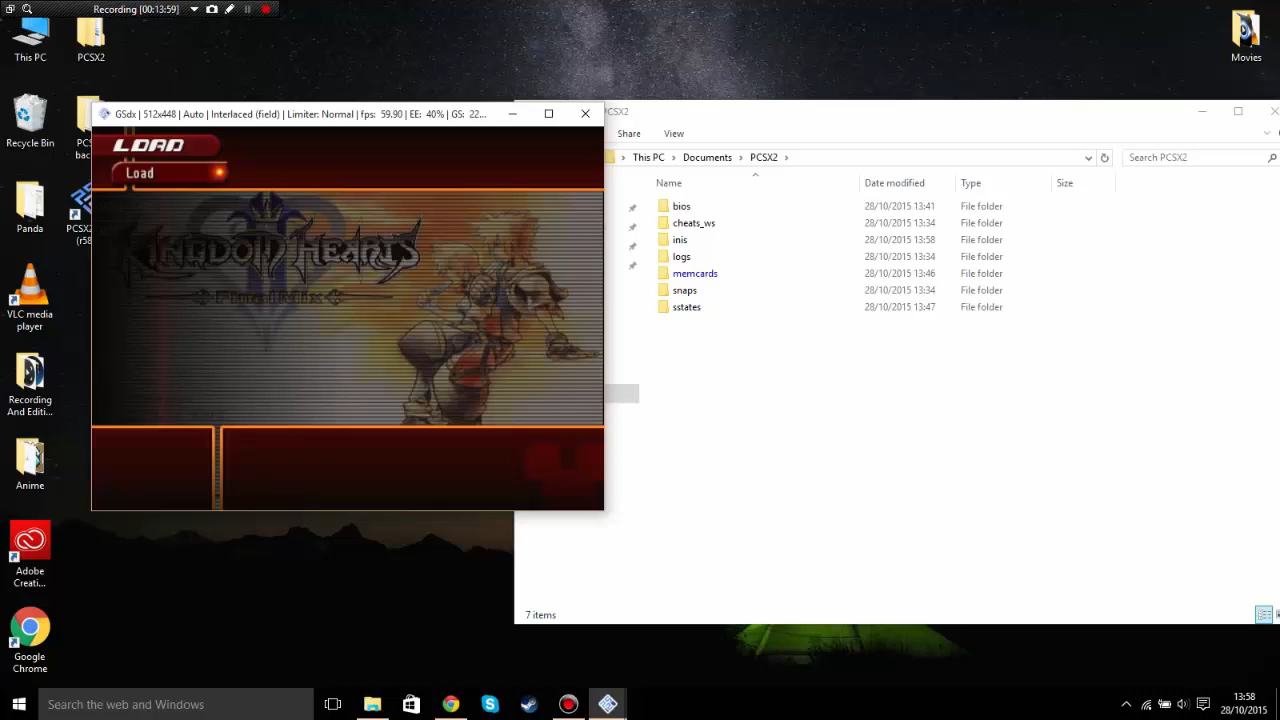 Recording [00:13:59]
This PC
PCSX2
Movies
Recycle Bin
Panda
VLC media
player
Recording
And Editi...
Anime
Adobe
Creati...
Google
Chrome
GSdx | 512x448 | Auto | Interlaced (field) | Limiter: Normal | fps: 59.90 | EE: 40% | GS: 22...
LOAD
Load
KINGDOM HEARTS
II
Final Mix
PCSX2
Share View
This PC > Documents > PCSX2 >
Search PCSX2
Name Date modified Type Size
bios 28/10/2015 13:41 File folder
cheats_ws 28/10/2015 13:34 File folder
inis 28/10/2015 13:58 File folder
logs 28/10/2015 13:34 File folder
memcards 28/10/2015 13:46 File folder
snaps 28/10/2015 13:34 File folder
sstates 28/10/2015 13:47 File folder
7 items
Search the web and Windows
13:58
28/10/2015